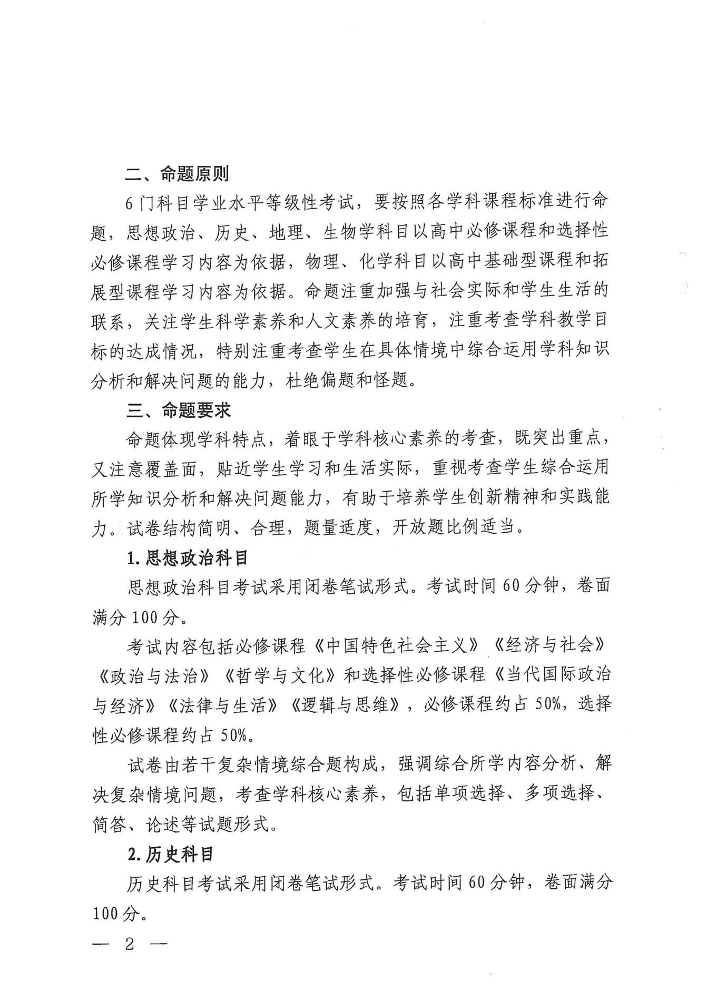 二、命题原则
6门科目学业水平等级性考试，要按照各学科课程标准进行命
题，思想政治、历史、地理、生物学科目以高中必修课程和选择性
必修课程学习内容为依据，物理、化学科目以高中基础型课程和拓
展型课程学习内容为依据。命题注重加强与社会实际和学生生活的
联系，关注学生科学素养和人文素养的培育，注重考查学科教学目
标的达成情况，特别注重考查学生在具体情境中综合运用学科知识
分析和解决问题的能力，杜绝偏题和怪题。
三、命题要求
命题体现学科特点，着眼于学科核心素养的考查，既突出重点，
又注意覆盖面，贴近学生学习和生活实际，重视考查学生综合运用
所学知识分析和解决问题能力，有助于培养学生创新精神和实践能
力。试卷结构简明、合理，题量适度，开放题比例适当。
1.思想政治科目
思想政治科目考试采用闭卷笔试形式。考试时间60分钟，卷面
满分100分。
考试内容包括必修课程《中国特色社会主义》《经济与社会》
《政治与法治》《哲学与文化》和选择性必修课程《当代国际政治
与经济》《法律与生活》《逻辑与思维》，必修课程约占50%，选择
性必修课程约占50%。
试卷由若干复杂情境综合题构成，强调综合所学内容分析、解
决复杂情境问题，考查学科核心素养，包括单项选择、多项选择、
简答、论述等试题形式。
2.历史科目
历史科目考试采用闭卷笔试形式。考试时间60分钟，卷面满分
100分。
— 2 —